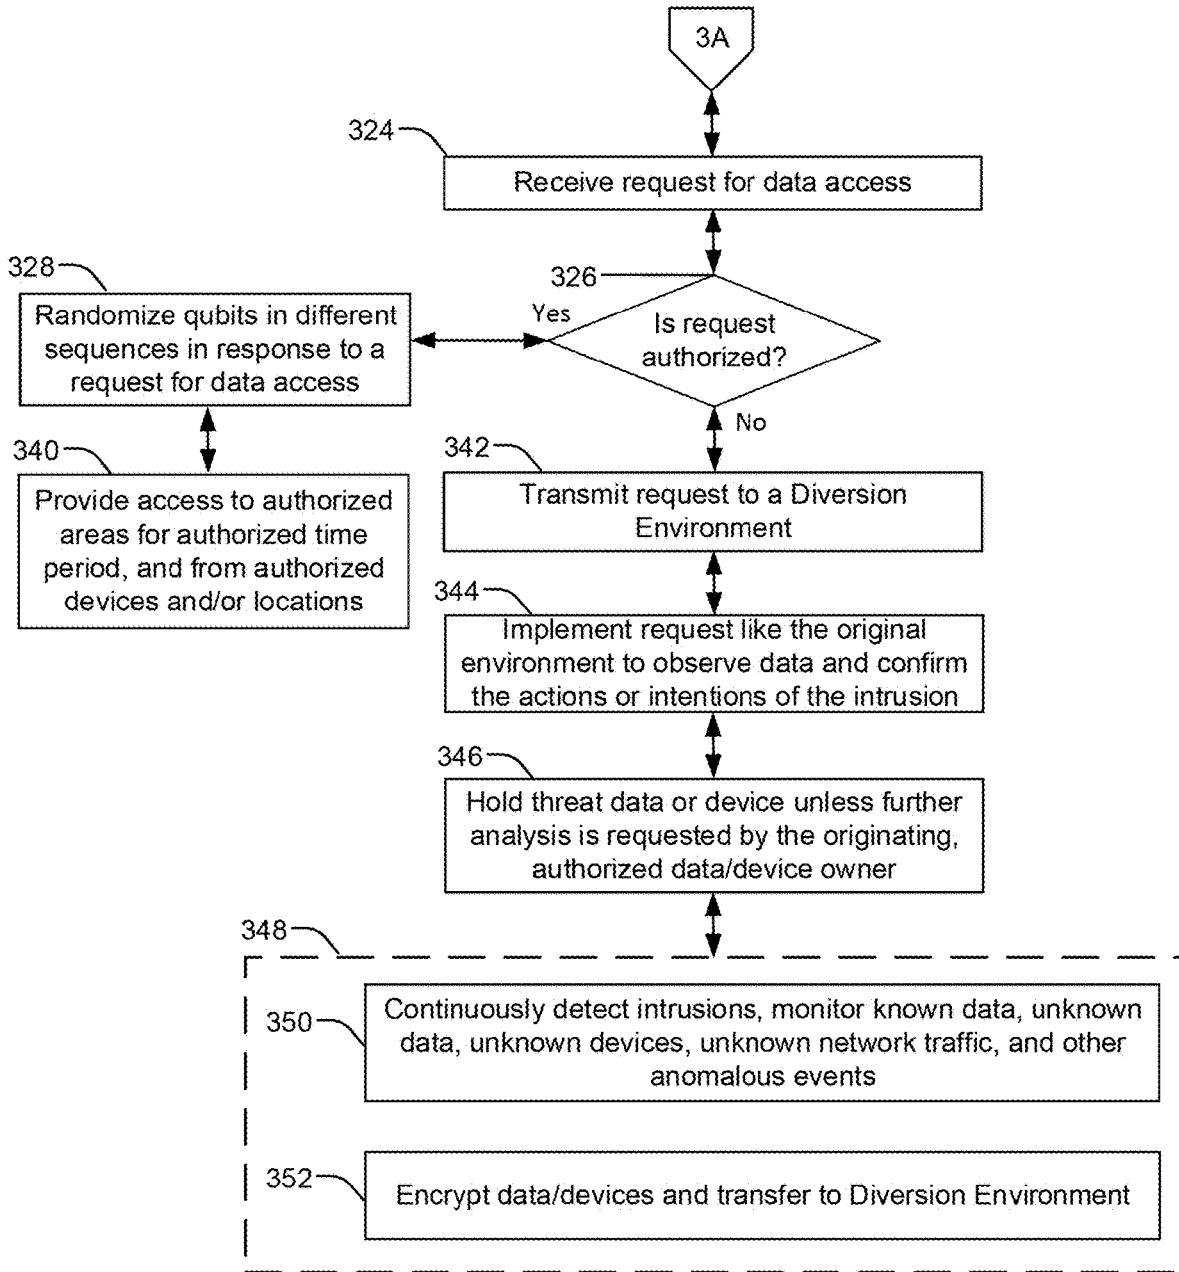 3A
324
Receive request for data access
328
326
Randomize qubits in different
sequences in response to a
request for data access
Yes
Is request
authorized?
No
340
Provide access to authorized
areas for authorized time
period, and from authorized
devices and/or locations
342
Transmit request to a Diversion
Environment
344
Implement request like the original
environment to observe data and confirm
the actions or intentions of the intrusion
346
Hold threat data or device unless further
analysis is requested by the originating,
authorized data/device owner
348
350
Continuously detect intrusions, monitor known data, unknown
data, unknown devices, unknown network traffic, and other
anomalous events
352
Encrypt data/devices and transfer to Diversion Environment